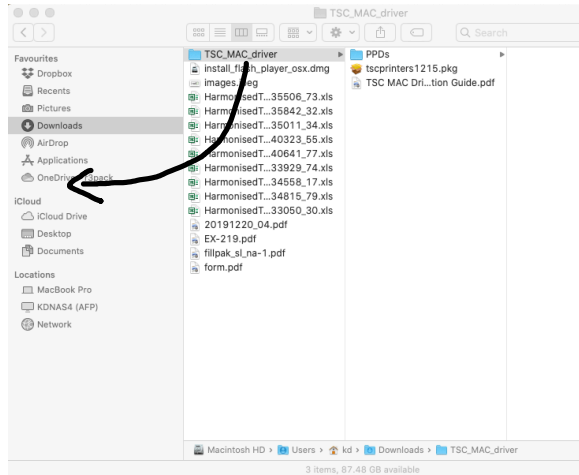 TSC_MAC_driver
Search
Favourites
Dropbox
Recents
Pictures
Downloads
AirDrop
Applications
OneDrive
iCloud
iCloud Drive
Desktop
Documents
Locations
MacBook Pro
KDNAS4 (AFP)
Network
TSC_MAC_driver
install_flash_player_osx.dmg
HarmonisedT...35506_73.xls
HarmonisedT...35842_32.xls
HarmonisedT...35011_34.xls
HarmonisedT...40323_55.xls
HarmonisedT...40641_77.xls
HarmonisedT...33929_74.xls
HarmonisedT...34558_17.xls
HarmonisedT...34815_79.xls
HarmonisedT...33050_30.xls
20191220_04.pdf
EX-219.pdf
fillpak_sl_na-1.pdf
form.pdf
PPDs
tscprinters1215.pkg
TSC MAC Dri...tion Guide.pdf
Macintosh HD › Users › kd › Downloads › TSC_MAC_driver
3 items, 87.48 GB available